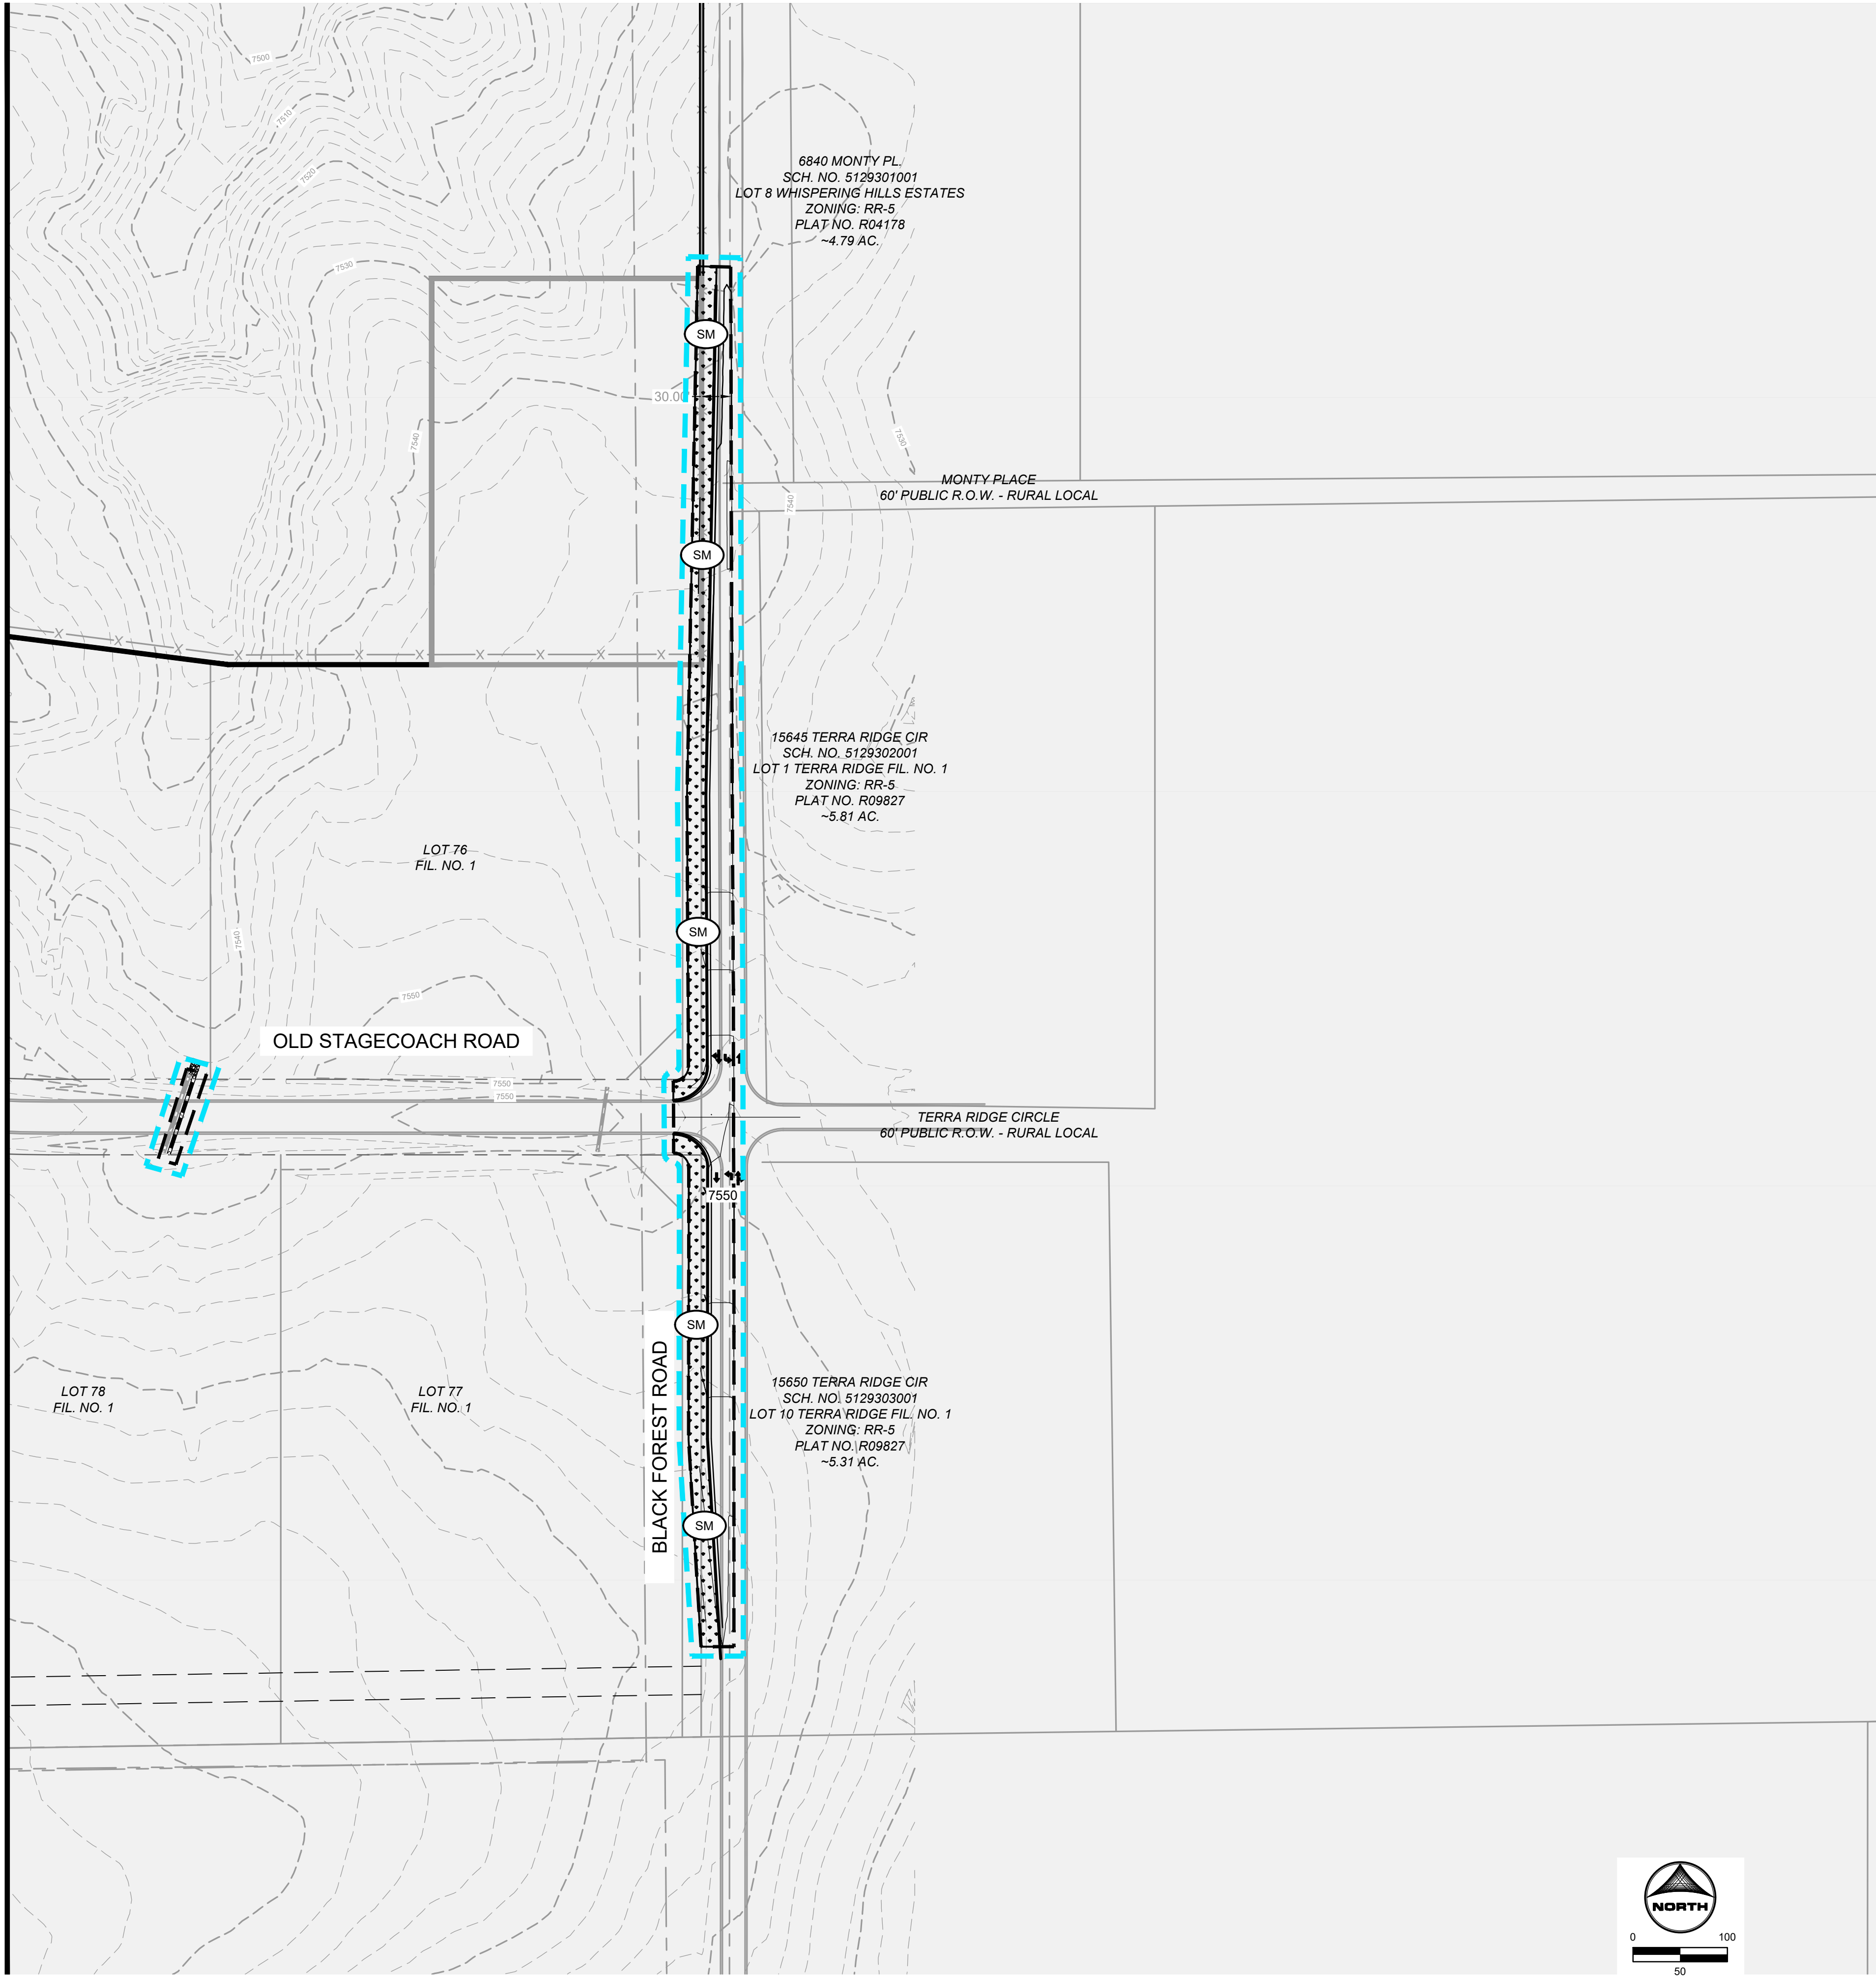 7500
7510
7520
7530
6840 MONTY PL.
SCH. NO. 5129301001
LOT 8 WHISPERING HILLS ESTATES
ZONING: RR-5
PLAT NO. R04178
~4.79 AC.
SM
30.00
7540
7530
MONTY PLACE
60' PUBLIC R.O.W. - RURAL LOCAL
7540
SM
X X X X X X X X X X X
15645 TERRA RIDGE CIR
SCH. NO. 5129302001
LOT 1 TERRA RIDGE FIL. NO. 1
ZONING: RR-5
PLAT NO. R09827
~5.81 AC.
LOT 76
FIL. NO. 1
SM
7540
7550
OLD STAGECOACH ROAD
7550
7550
TERRA RIDGE CIRCLE
60' PUBLIC R.O.W. - RURAL LOCAL
7550
SM
BLACK FOREST ROAD
15650 TERRA RIDGE CIR
SCH. NO. 5129303001
LOT 10 TERRA RIDGE FIL. NO. 1
ZONING: RR-5
PLAT NO. R09827
~5.31 AC.
LOT 78
FIL. NO. 1
LOT 77
FIL. NO. 1
SM
NORTH
0 100
50